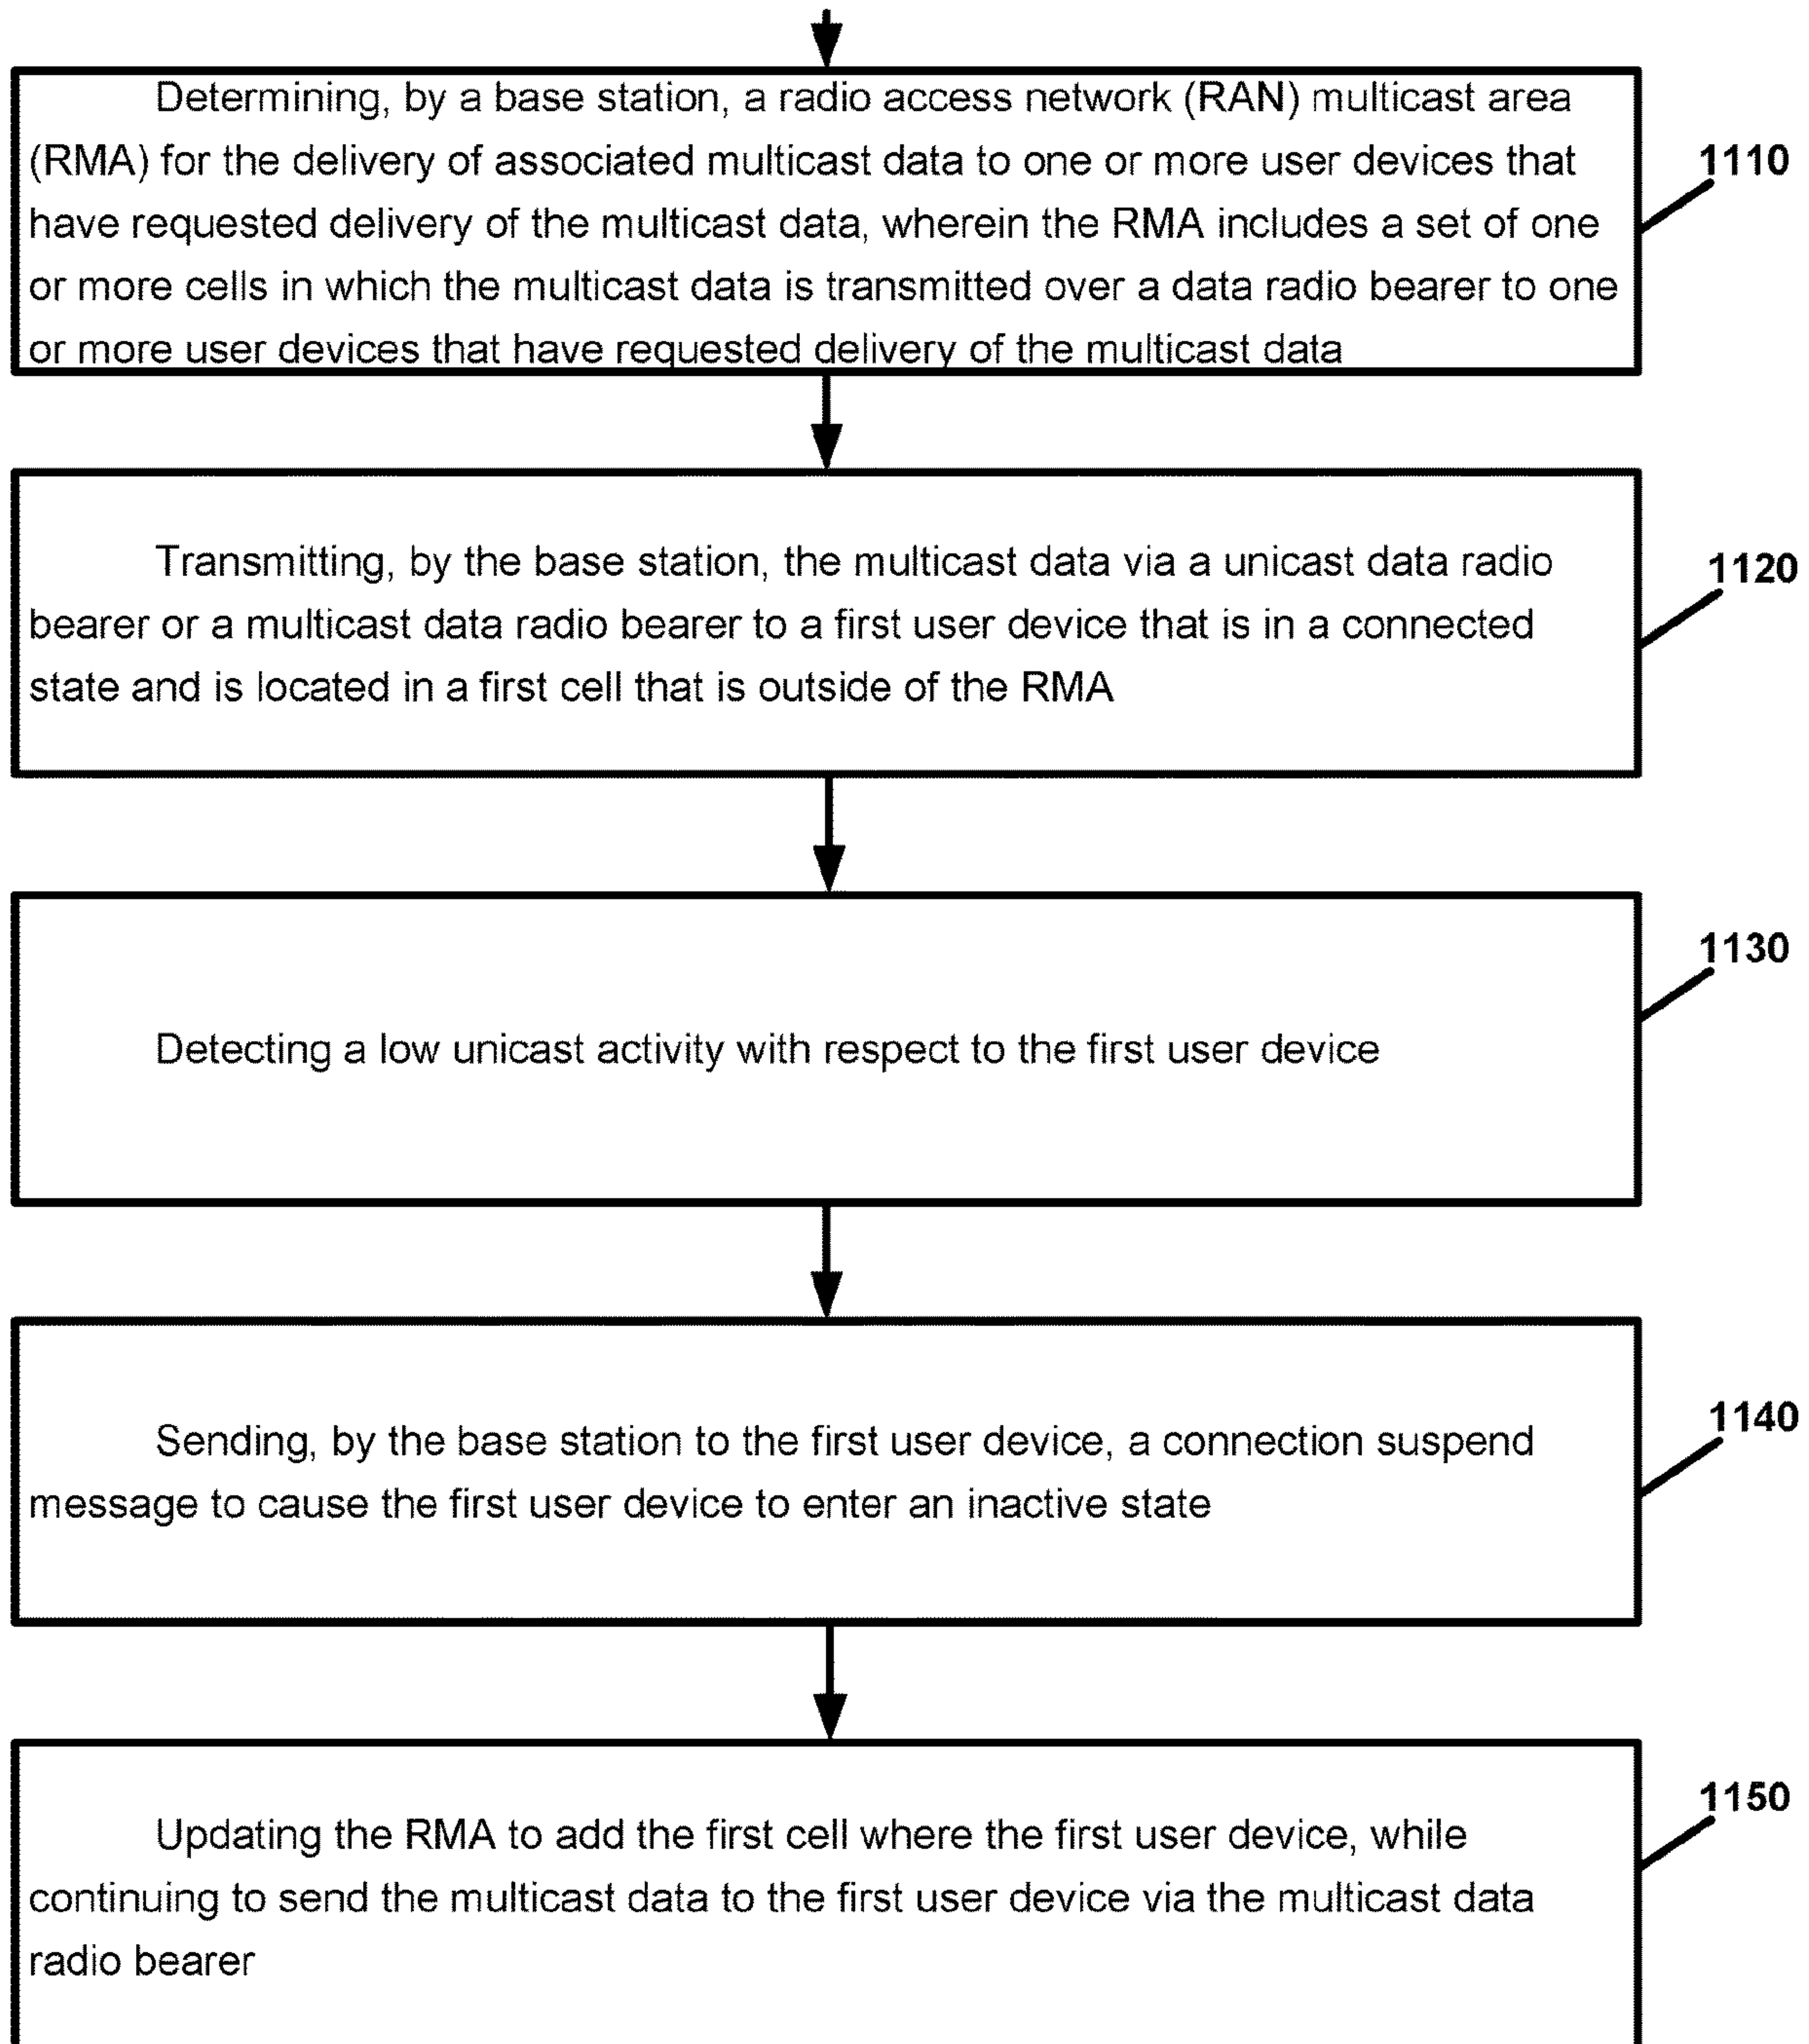 Determining, by a base station, a radio access network (RAN) multicast area
(RMA) for the delivery of associated multicast data to one or more user devices that
have requested delivery of the multicast data, wherein the RMA includes a set of one
or more cells in which the multicast data is transmitted over a data radio bearer to one
or more user devices that have requested delivery of the multicast data
1110
Transmitting, by the base station, the multicast data via a unicast data radio
bearer or a multicast data radio bearer to a first user device that is in a connected
state and is located in a first cell that is outside of the RMA
1120
Detecting a low unicast activity with respect to the first user device
1130
Sending, by the base station to the first user device, a connection suspend
message to cause the first user device to enter an inactive state
1140
Updating the RMA to add the first cell where the first user device, while
continuing to send the multicast data to the first user device via the multicast data
radio bearer
1150